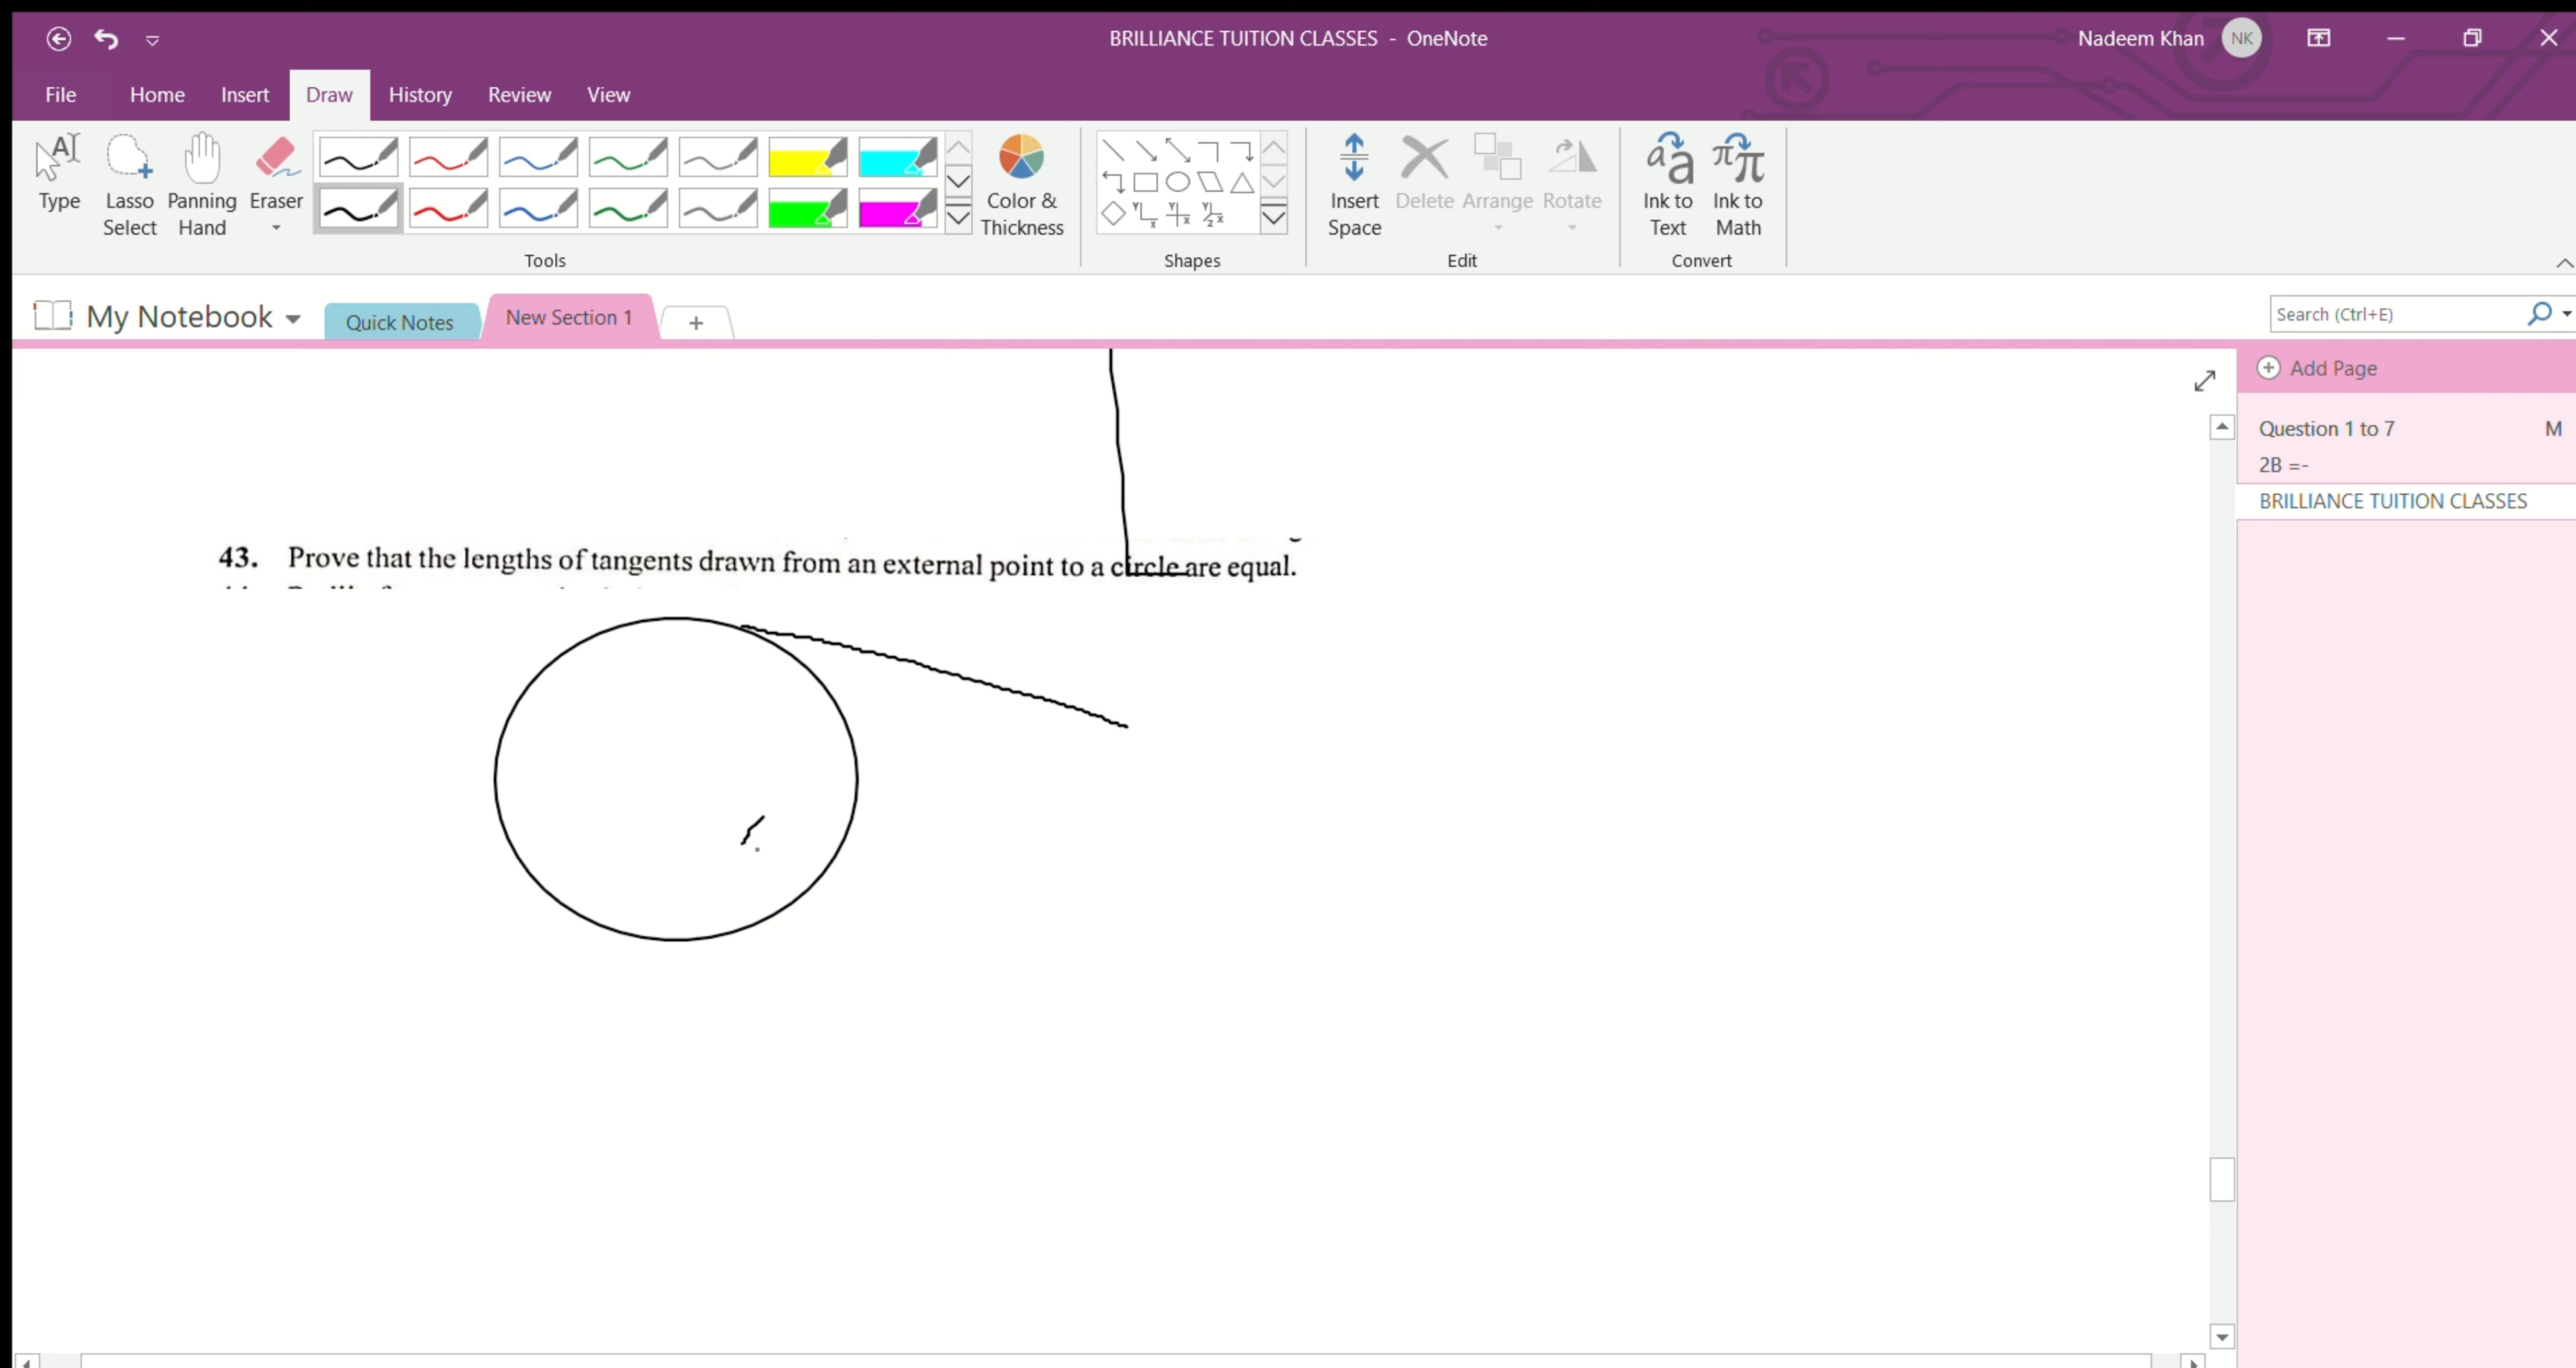 BRILLIANCE TUITION CLASSES - OneNote
Nadeem Khan NK
File Home Insert Draw History Review View
Type
Lasso Select
Panning Hand
Eraser
Color & Thickness
Insert Space
Delete
Arrange
Rotate
Ink to Text
Ink to Math
Tools
Shapes
Edit
Convert
My Notebook
Quick Notes
New Section 1
+
Search (Ctrl+E)
Add Page
Question 1 to 7 M
2B =-
BRILLIANCE TUITION CLASSES
43. Prove that the lengths of tangents drawn from an external point to a circle are equal.